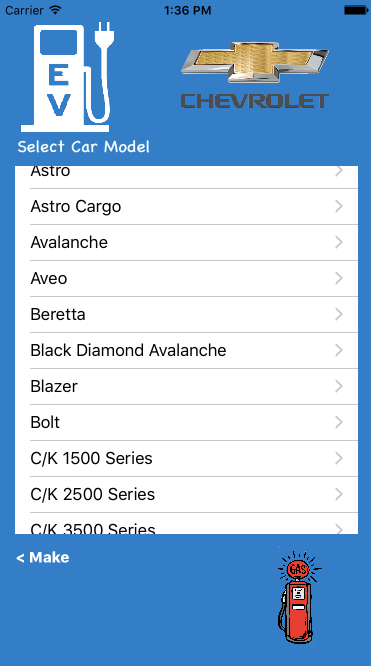 Carrier 1:36 PM
EV
CHEVROLET
Select Car Model
Astro
Astro Cargo
Avalanche
Aveo
Beretta
Black Diamond Avalanche
Blazer
Bolt
C/K 1500 Series
C/K 2500 Series
C/K 3500 Series
< Make
GAS